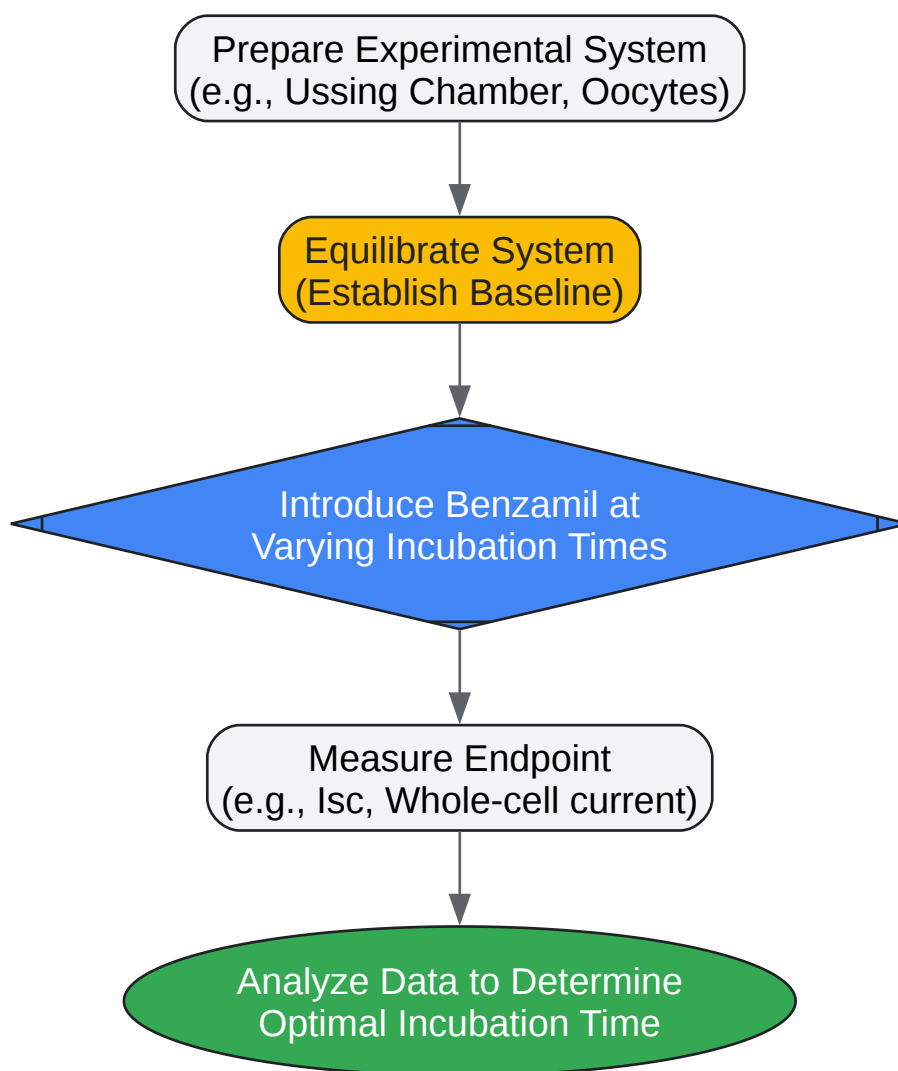 Prepare Experimental System
(e.g., Ussing Chamber, Oocytes)
Equilibrate System
(Establish Baseline)
Introduce Benzamil at
Varying Incubation Times
Measure Endpoint
(e.g., Isc, Whole-cell current)
Analyze Data to Determine
Optimal Incubation Time